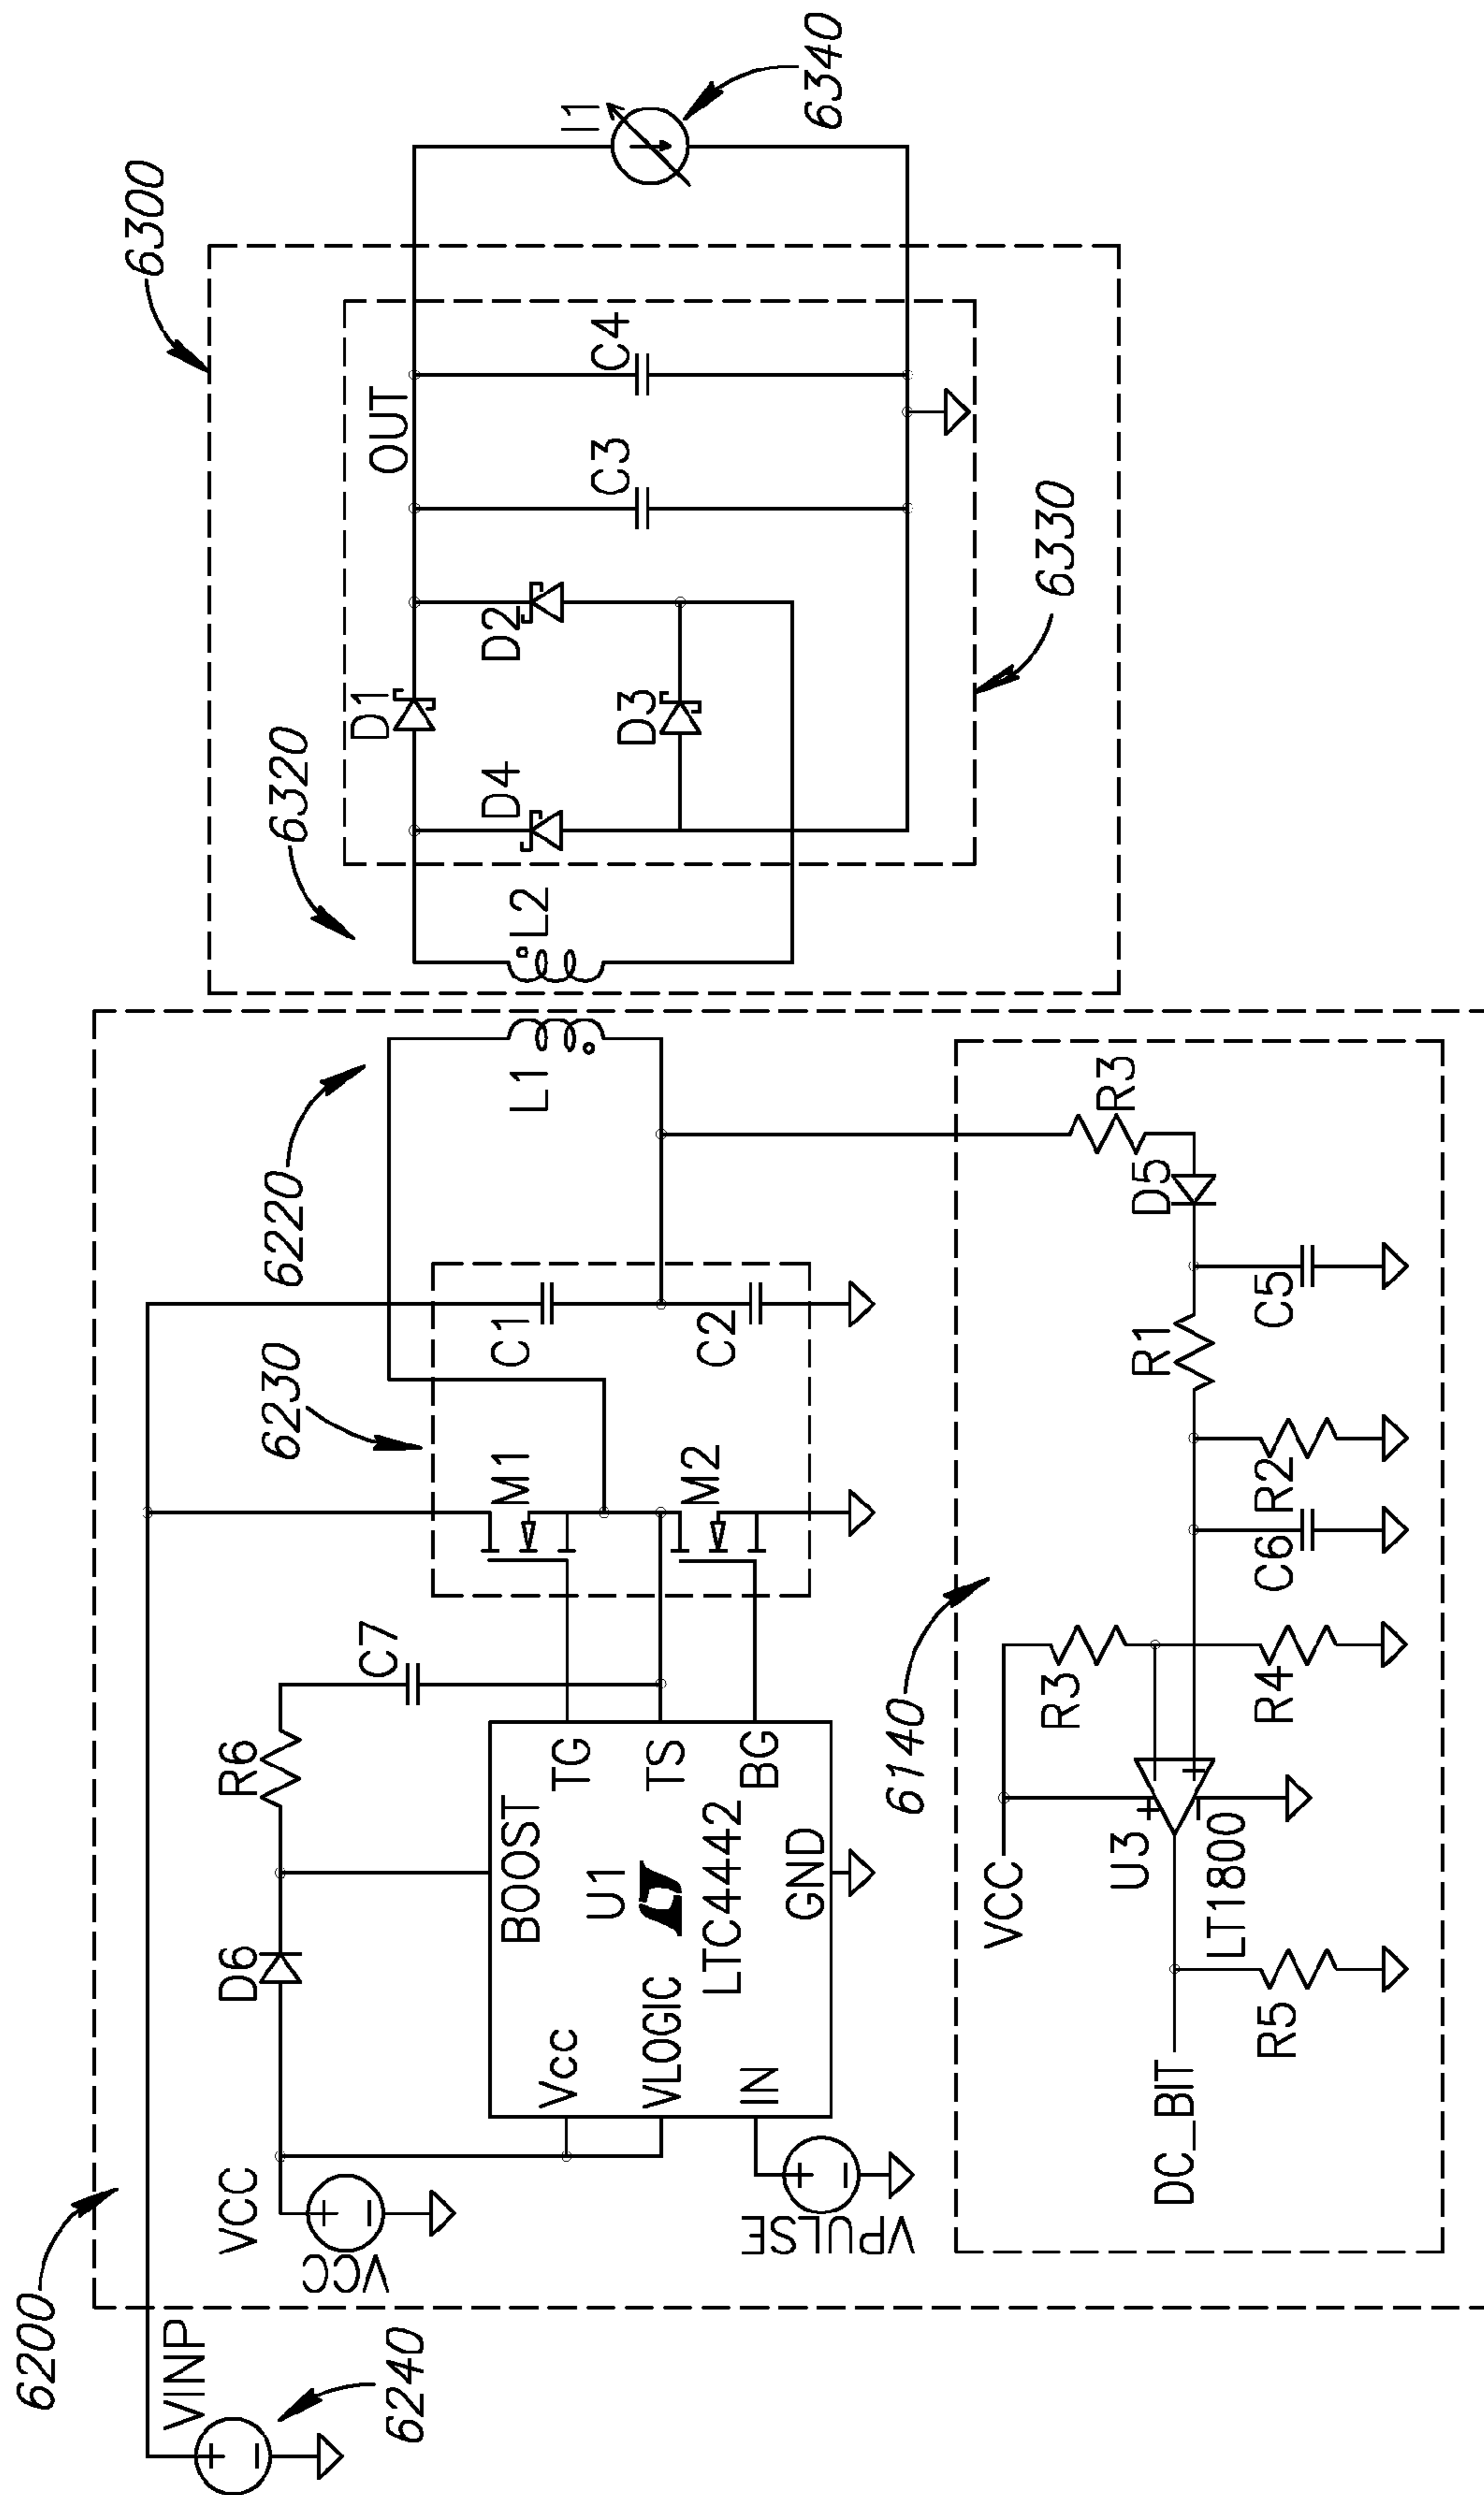 6200
6240
VINP
VCC
VCC
D6
R6
C7
BOOST
U1
Vcc
VLOGIC
LTC4442
IN
GND
TG
TS
BG
VPULSE
6230
M1
M2
C1
C2
6220
L1
6140
VCC
R3
U3
LT1800
R4
DC_BIT
R5
C6
R2
R1
C5
D5
R3
6300
6320
L2
D1
D4
D2
D3
OUT
C3
C4
6330
I1
6340